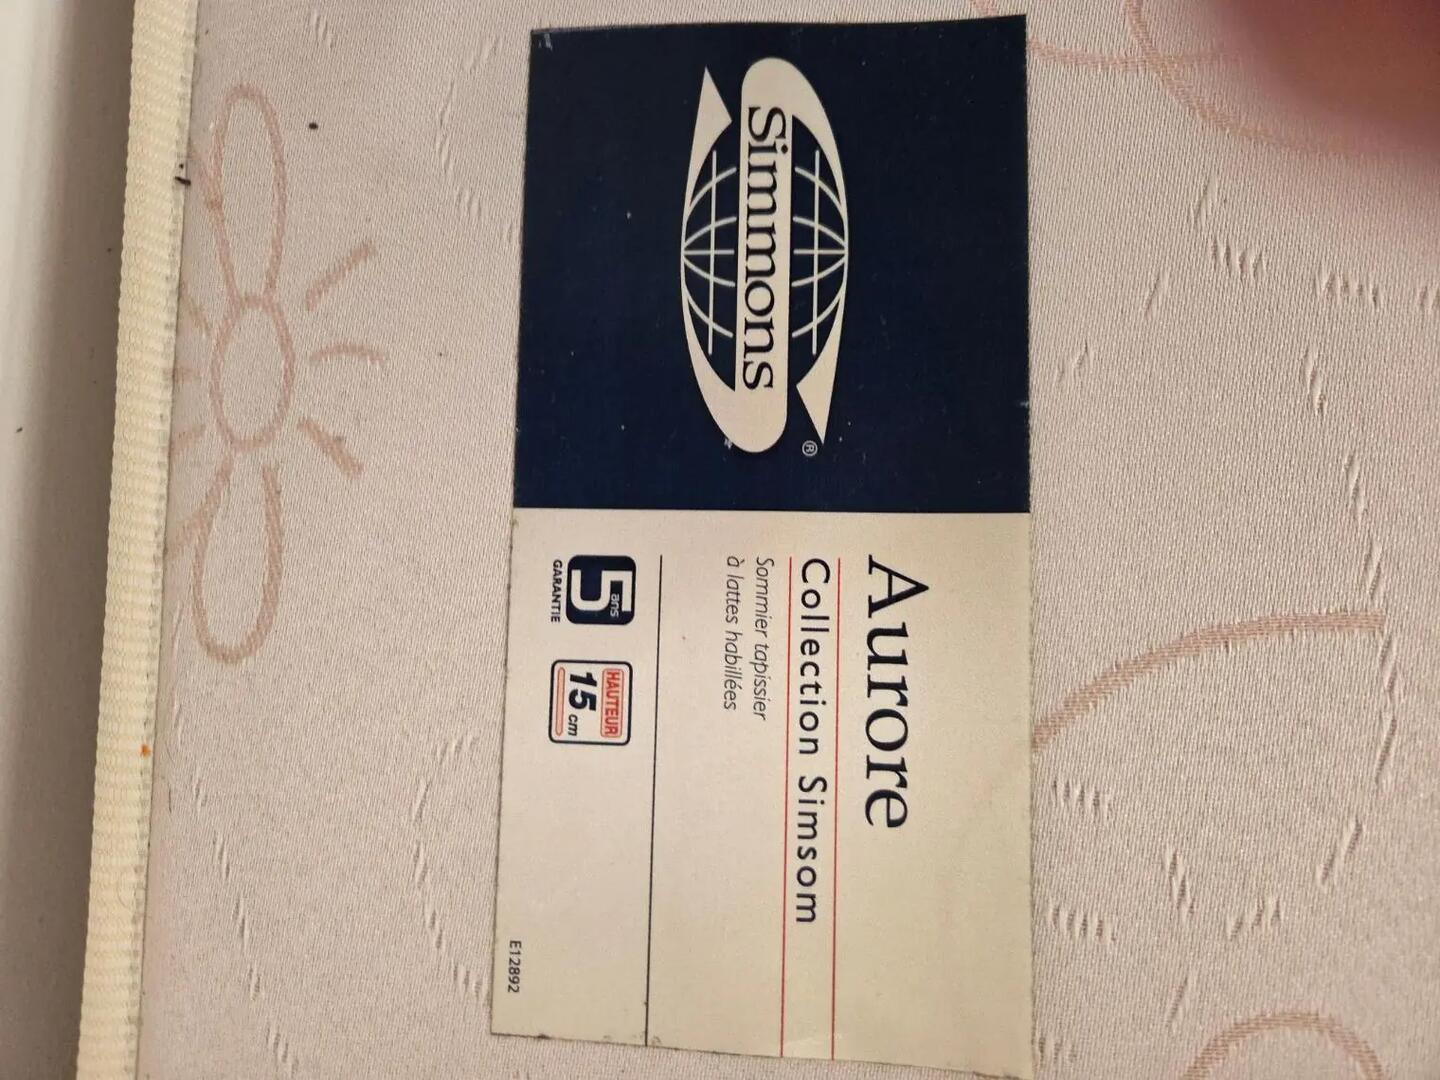 Simmons®
Aurore
Collection Simsom
Sommier tapissier
à lattes habillées
5 ans
GARANTIE
HAUTEUR
15 cm
E12892